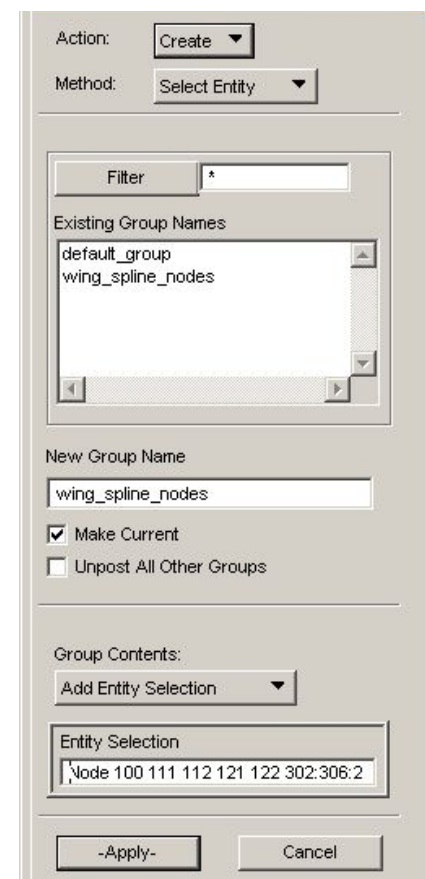 Action: Create
Method: Select Entity
Filter *
Existing Group Names
default_group
wing_spline_nodes
New Group Name
wing_spline_nodes
Make Current
Unpost All Other Groups
Group Contents:
Add Entity Selection
Entity Selection
Node 100 111 112 121 122 302:306:2
-Apply- Cancel